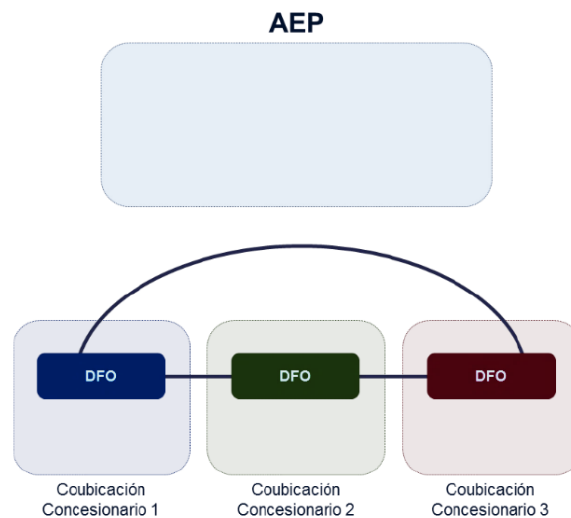 AEP
DFO
DFO
DFO
Coubicación
Concesionario 1
Coubicación
Concesionario 2
Coubicación
Concesionario 3